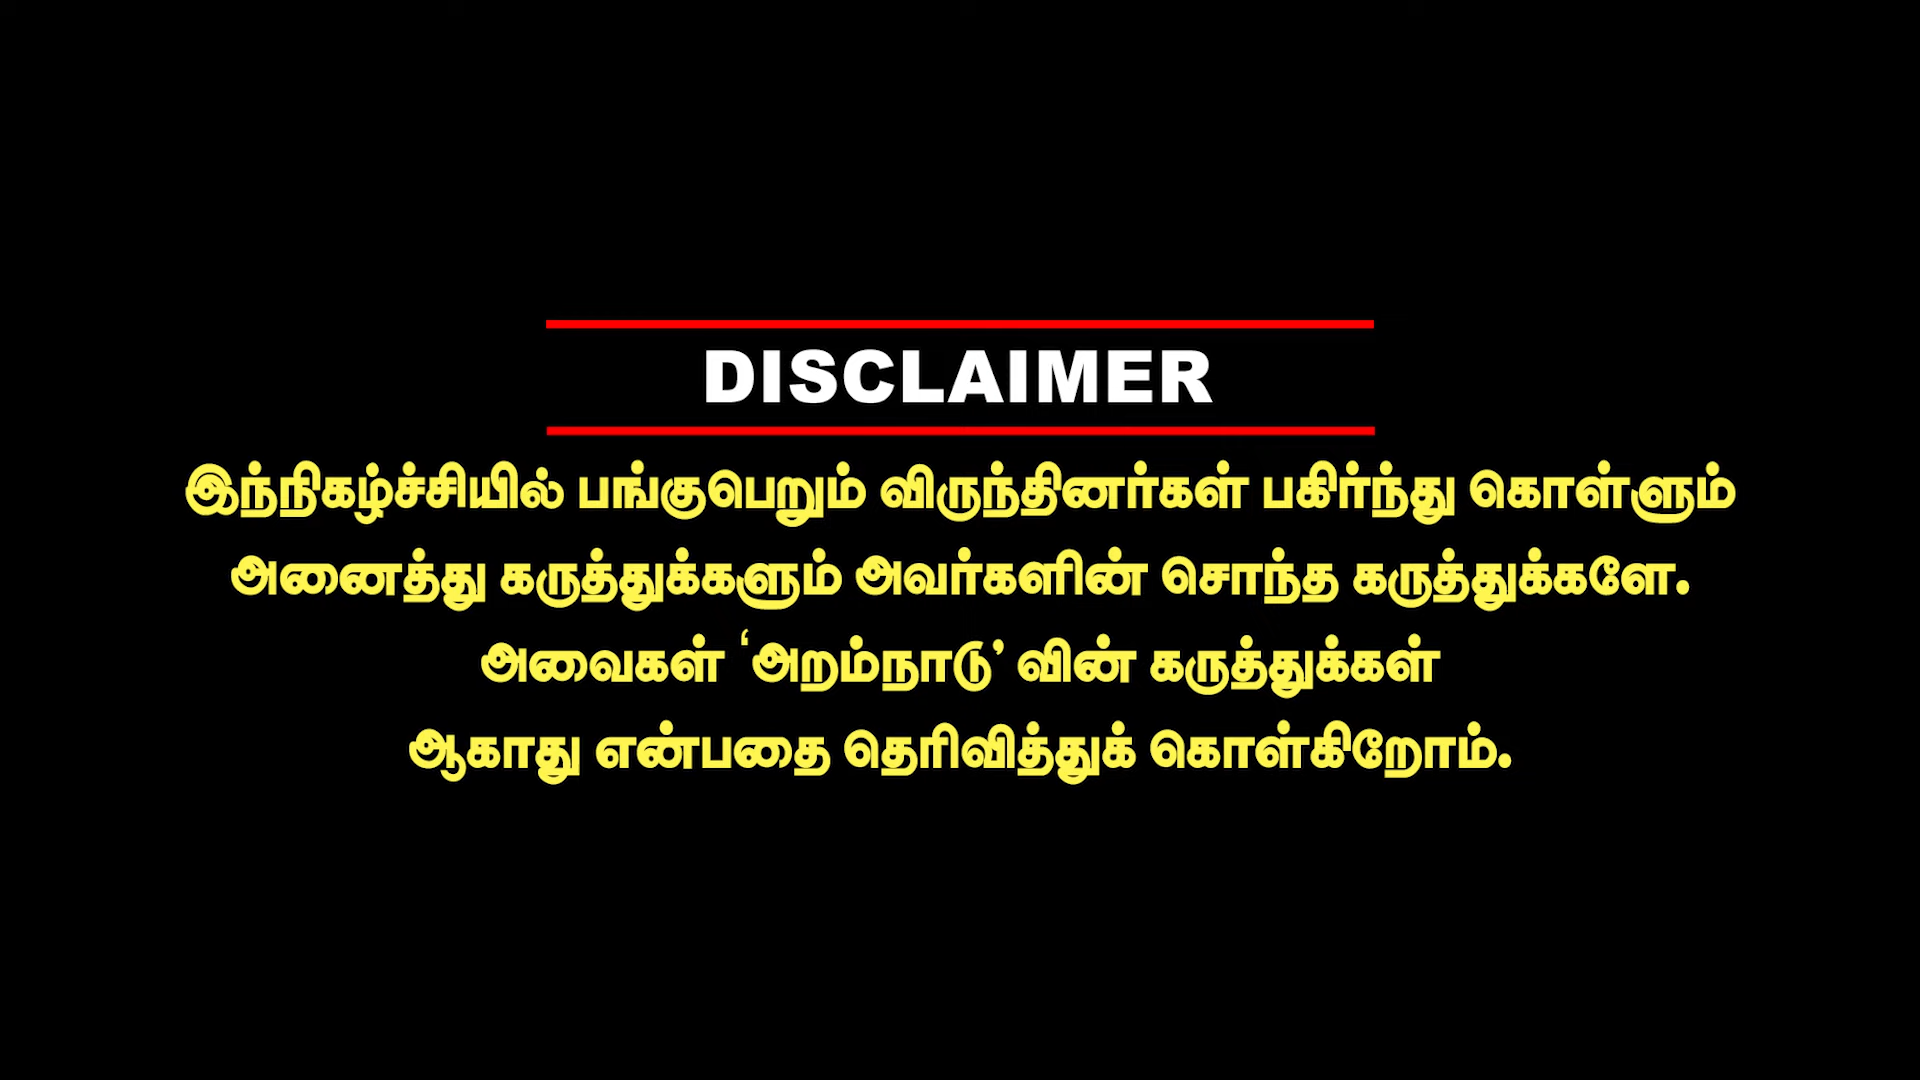 DISCLAIMER
இந்நிகழ்ச்சியில் பங்குபெறும் விருந்தினர்கள் பகிர்ந்து கொள்ளும்
அனைத்து கருத்துக்களும் அவர்களின் சொந்த கருத்துக்களே.
அவைகள் ‘அறம்நாடு’ வின் கருத்துக்கள்
ஆகாது என்பதை தெரிவித்துக் கொள்கிறோம்.